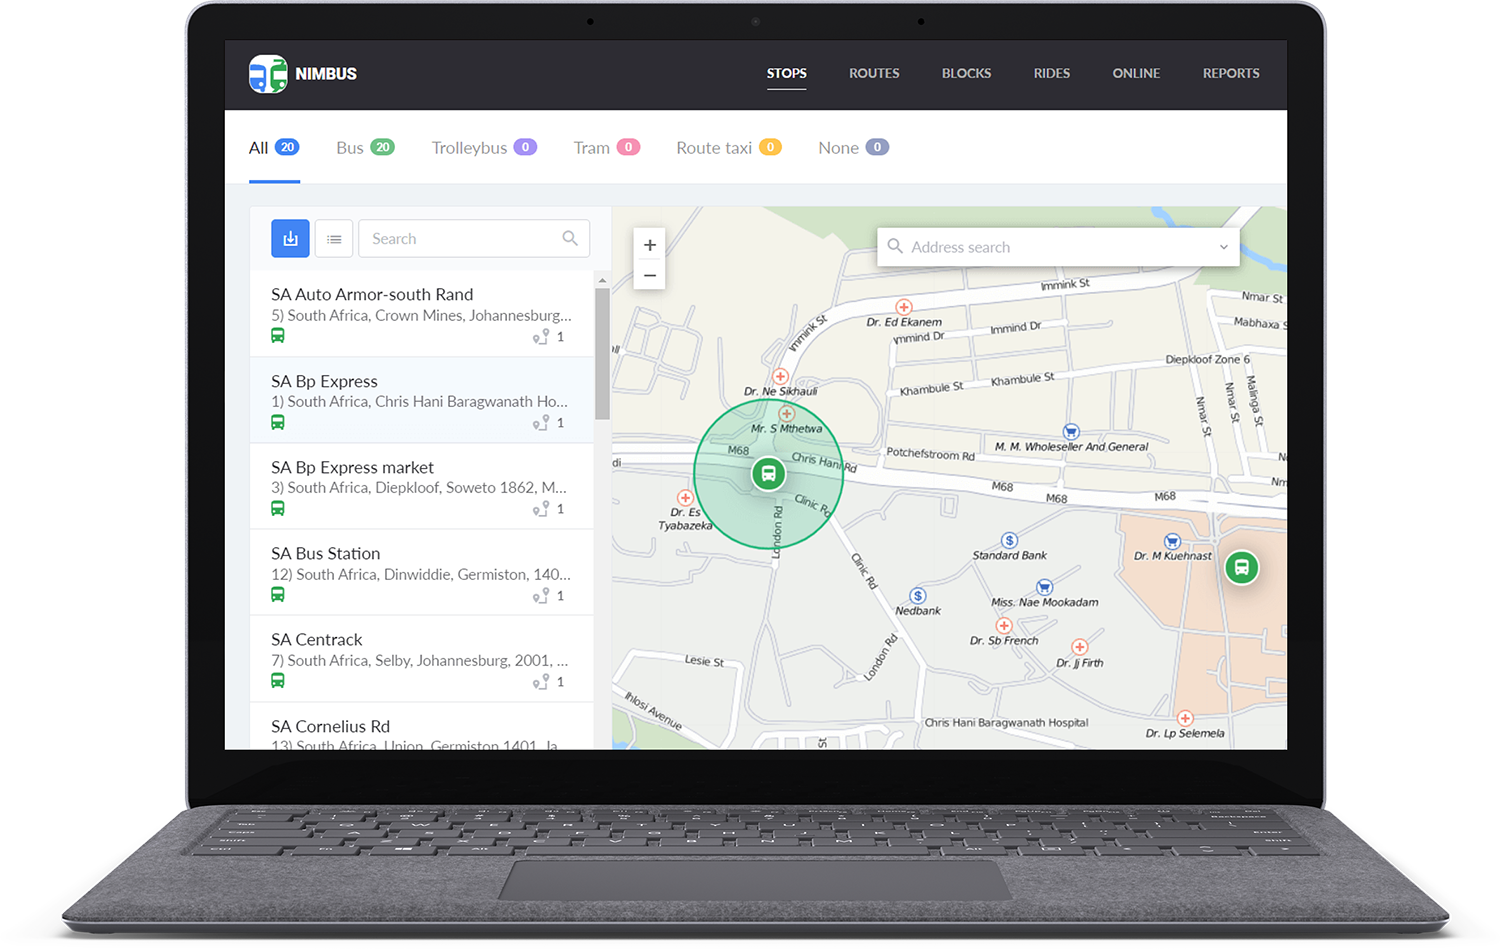 NIMBUS
STOPS
ROUTES
BLOCKS
RIDES
ONLINE
REPORTS
All 20
Bus 20
Trolleybus 0
Tram 0
Route taxi 0
None 0
Search
SA Auto Armor-south Rand
5) South Africa, Crown Mines, Johannesburg...
1
SA Bp Express
1) South Africa, Chris Hani Baragwanath Ho...
1
SA Bp Express market
3) South Africa, Diepkloof, Soweto 1862, M...
1
SA Bus Station
12) South Africa, Dinwiddie, Germiston, 140...
1
SA Centrack
7) South Africa, Selby, Johannesburg, 2001, ...
1
SA Cornelius Rd
13) South Africa, Union, Germiston 1401, Ja
+
−
Address search
Immink St
Nmar St
Dr. Ed Ekanem
Immind Dr
Mabhaxa S
Immink St
Diepkloof Zone 6
Dr. Ne Sikhauli
Khambule St
Khambule St
Nmar St
Malinga St
Nmar St
Mr. S Mthetwa
M. M. Wholeseller And General
M68
Chris Hani Rd
Potchefstroom Rd
di
M68
M68
M68
Clinic Rd
Dr. Es
Tyabazeka
London Rd
Clinic Rd
Standard Bank
Dr. M Kuehnast
Miss. Nae Mookadam
Nedbank
Dr. Sb French
London Rd
Dr. Jj Firth
Lesie St
Ihlosi Avenue
Chris Hani Baragwanath Hospital
Dr. Lp Selemela
St